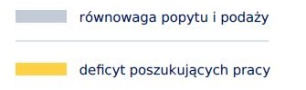 równowaga popytu i podaży
deficyt poszukujących pracy